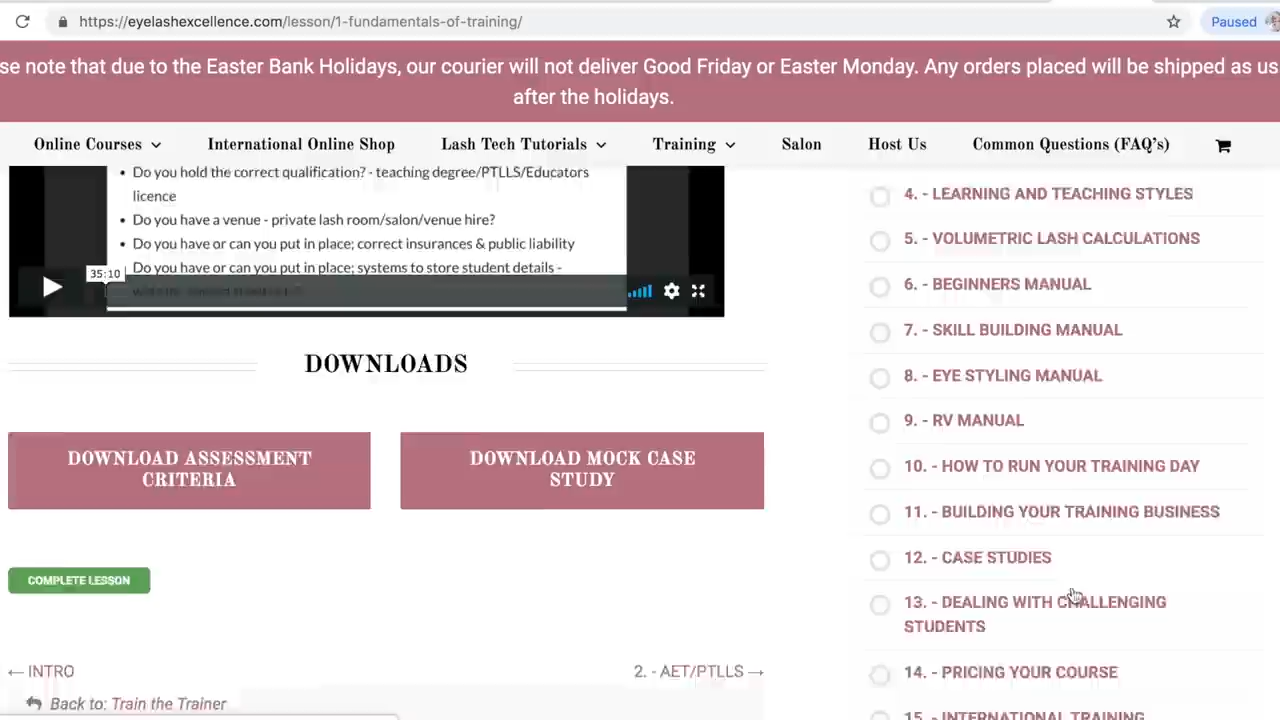 https://eyelashexcellence.com/lesson/1-fundamentals-of-training/
Paused
se note that due to the Easter Bank Holidays, our courier will not deliver Good Friday or Easter Monday. Any orders placed will be shipped as us
after the holidays.
Online Courses
International Online Shop
Lash Tech Tutorials
Training
Salon
Host Us
Common Questions (FAQ's)
• Do you hold the correct qualification? - teaching degree/PTLLS/Educators
licence
• Do you have a venue - private lash room/salon/venue hire?
• Do you have or can you put in place; correct insurances & public liability
Do you have or can you put in place; systems to store student details -
35:10
DOWNLOADS
DOWNLOAD ASSESSMENT
CRITERIA
DOWNLOAD MOCK CASE
STUDY
COMPLETE LESSON
← INTRO
2. - AET/PTLLS →
Back to: Train the Trainer
4. - LEARNING AND TEACHING STYLES
5. - VOLUMETRIC LASH CALCULATIONS
6. - BEGINNERS MANUAL
7. - SKILL BUILDING MANUAL
8. - EYE STYLING MANUAL
9. - RV MANUAL
10. - HOW TO RUN YOUR TRAINING DAY
11. - BUILDING YOUR TRAINING BUSINESS
12. - CASE STUDIES
13. - DEALING WITH CHALLENGING
STUDENTS
14. - PRICING YOUR COURSE
15. - INTERNATIONAL TRAINING